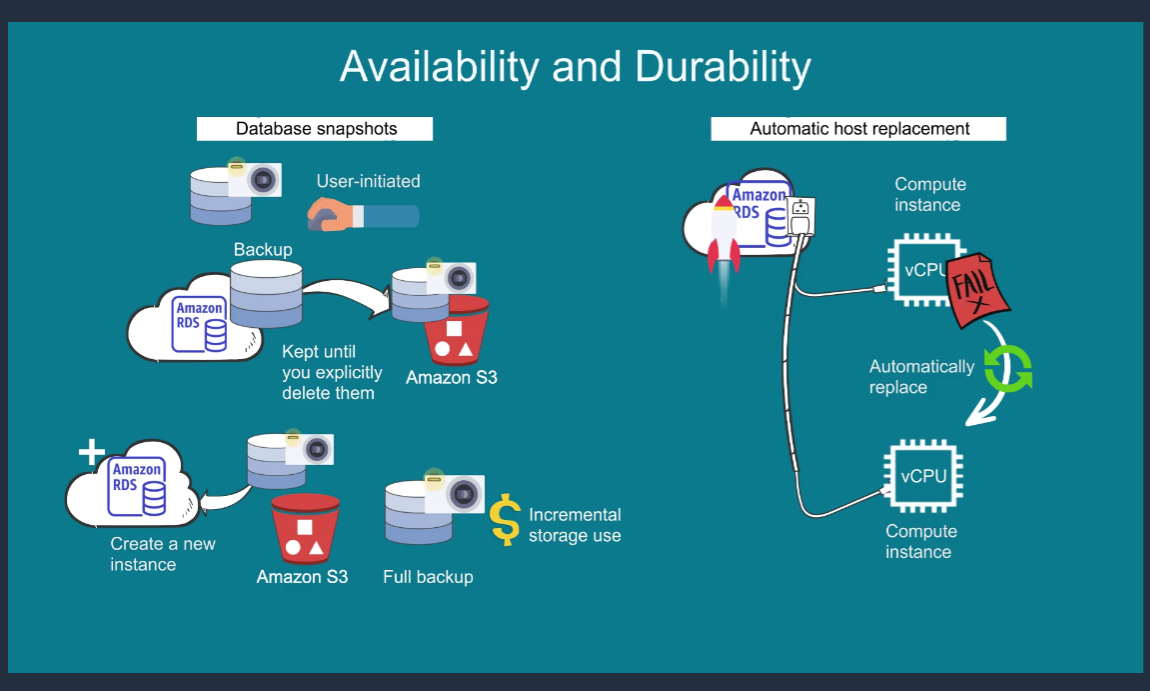 Availability and Durability
Database snapshots
User-initiated
Backup
Amazon
RDS
Kept until
you explicitly
delete them
Amazon S3
Amazon
RDS
Create a new
instance
Amazon S3
Full backup
Incremental
storage use
Automatic host replacement
Amazon
RDS
Compute
instance
vCPU
FAIL
X
Automatically
replace
vCPU
Compute
instance